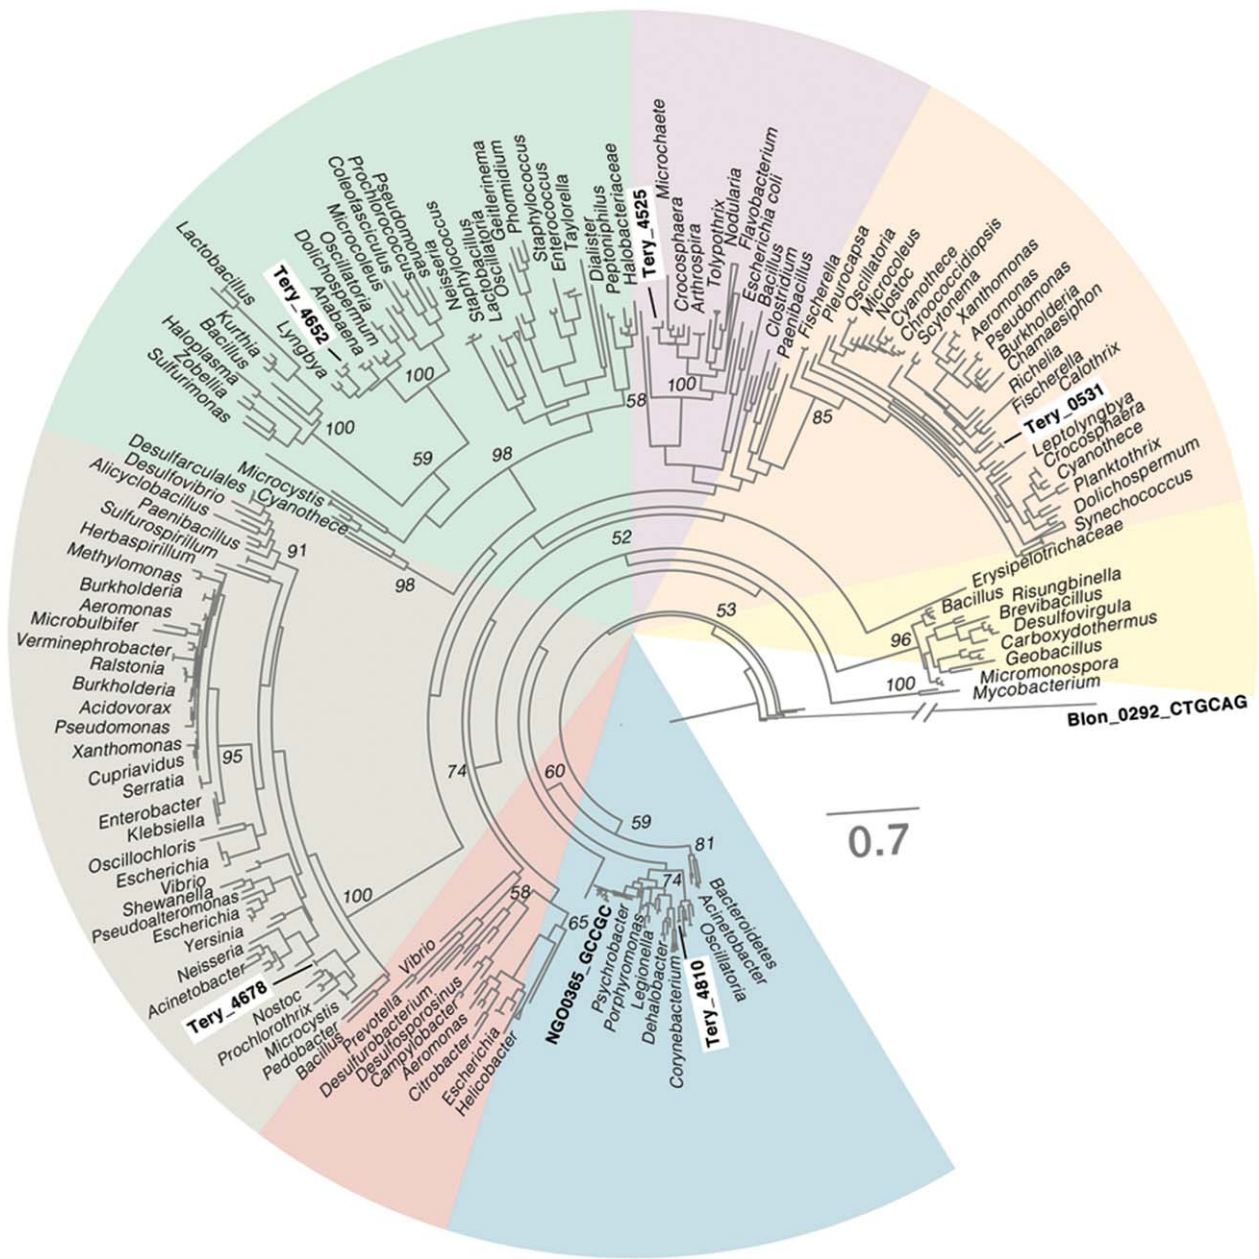 Lactobacillus
Kurthia
Bacillus
Haloplasma
Zobellia
Sulfurimonas
Tery_4652
Lyngbya
Anabaena
Dolichospermum
Oscillatoria
Microcoleus
Coleofasciculus
Prochlorococcus
Pseudomonas
Neisseria
Staphylococcus
Lactobacillus
Oscillatoria
Geitlerinema
Phormidium
Staphylococcus
Enterococcus
Taylorella
Dialister
Peptoniphilus
Halobacteriaceae
Tery_4525
Microchaete
Crocosphaera
Arthrospira
Tolypothrix
Nodularia
Flavobacterium
Escherichia coli
Bacillus
Clostridium
Paenibacillus
Fischerella
Pleurocapsa
Oscillatoria
Microcoleus
Nostoc
Cyanothece
Chroococcidiopsis
Scytonema
Xanthomonas
Aeromonas
Pseudomonas
Burkholderia
Chamaesiphon
Richelia
Fischerella
Calothrix
Tery_0531
Leptolyngbya
Crocosphaera
Cyanothece
Planktothrix
Dolichospermum
Synechococcus
Erysipelotrichaceae
Bacillus
Risungbinella
Brevibacillus
Desulfovirgula
Carboxydothermus
Geobacillus
Micromonospora
Mycobacterium
Blon_0292_CTGCAG
100
100
59
98
58
100
85
52
53
96
100
98
91
95
74
100
60
59
81
74
58
65
0.7
Microcystis
Cyanothece
Desulfarculales
Desulfovibrio
Alicyclobacillus
Paenibacillus
Sulfurospirillum
Herbaspirillum
Methylomonas
Burkholderia
Aeromonas
Microbulbifer
Verminephrobacter
Ralstonia
Burkholderia
Acidovorax
Pseudomonas
Xanthomonas
Cupriavidus
Serratia
Enterobacter
Klebsiella
Oscillochloris
Escherichia
Vibrio
Shewanella
Pseudoalteromonas
Escherichia
Yersinia
Neisseria
Acinetobacter
Tery_4678
Nostoc
Prochlorothrix
Microcystis
Pedobacter
Bacillus
Vibrio
Prevotella
Desulfurobacterium
Desulfosporosinus
Campylobacter
Aeromonas
Citrobacter
Escherichia
Helicobacter
NGO0365_GCCGC
Psychrobacter
Porphyromonas
Legionella
Dehalobacter
Corynebacterium
Tery_4810
Oscillatoria
Acinetobacter
Bacteroidetes